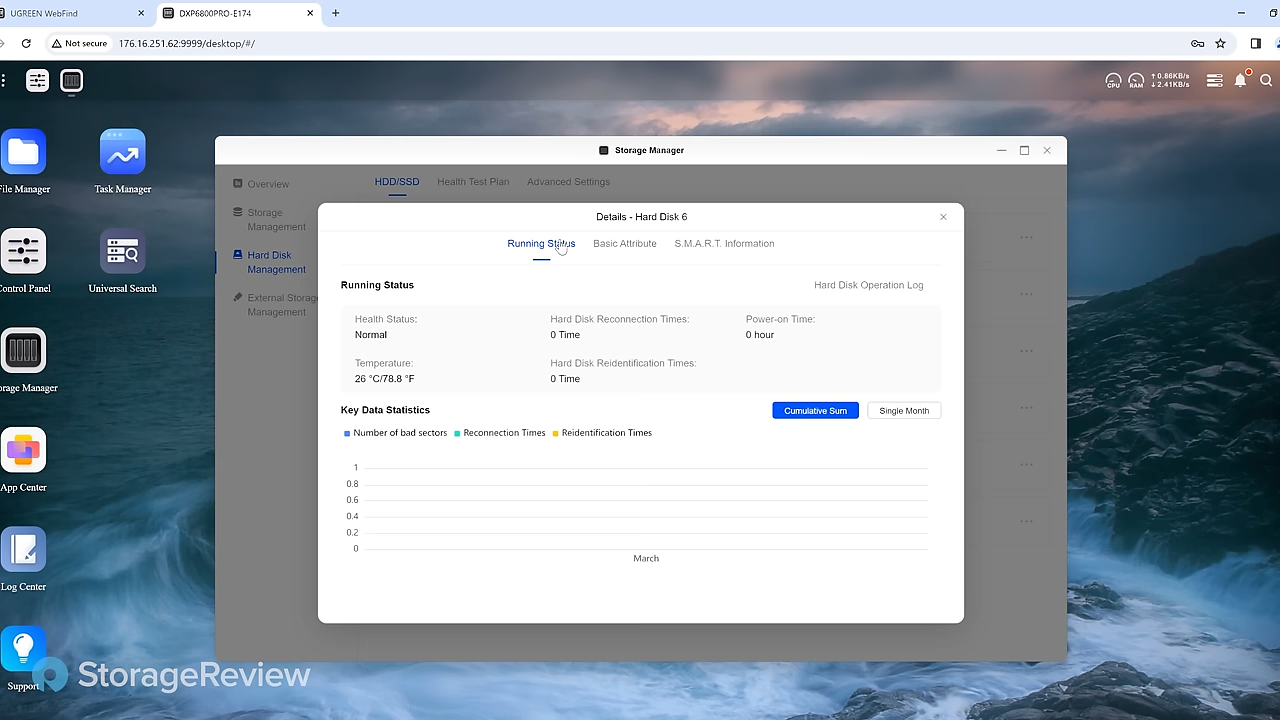 UGREEN WebFind
DXP6800PRO-E174
Not secure
176.16.251.62:9999/desktop/#/
CPU
RAM
↑ 0.86KB/s
↓ 2.41KB/s
File Manager
Task Manager
Control Panel
Universal Search
Storage Manager
App Center
Log Center
Support
Storage Manager
Overview
Storage
Management
Hard Disk
Management
External Storage
Management
HDD/SSD
Health Test Plan
Advanced Settings
Details - Hard Disk 6
Running Status
Basic Attribute
S.M.A.R.T. Information
Running Status
Hard Disk Operation Log
Health Status:
Normal
Hard Disk Reconnection Times:
0 Time
Power-on Time:
0 hour
Temperature:
26 °C/78.8 °F
Hard Disk Reidentification Times:
0 Time
Key Data Statistics
Cumulative Sum
Single Month
Number of bad sectors
Reconnection Times
Reidentification Times
1
0.8
0.6
0.4
0.2
0
March
StorageReview